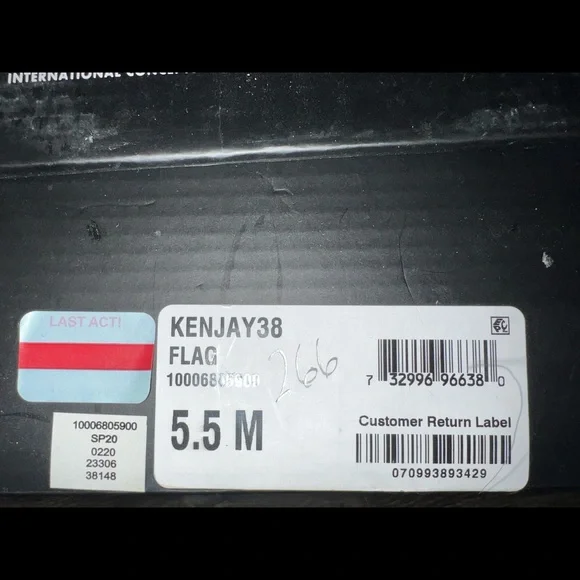 INTERNATIONAL CONCEPTS
LAST ACT!
KENJAY38
FLAG
10006805900
266
5.5 M
7 32996 96638 0
Customer Return Label
070993893429
10006805900
SP20
0220
23306
38148